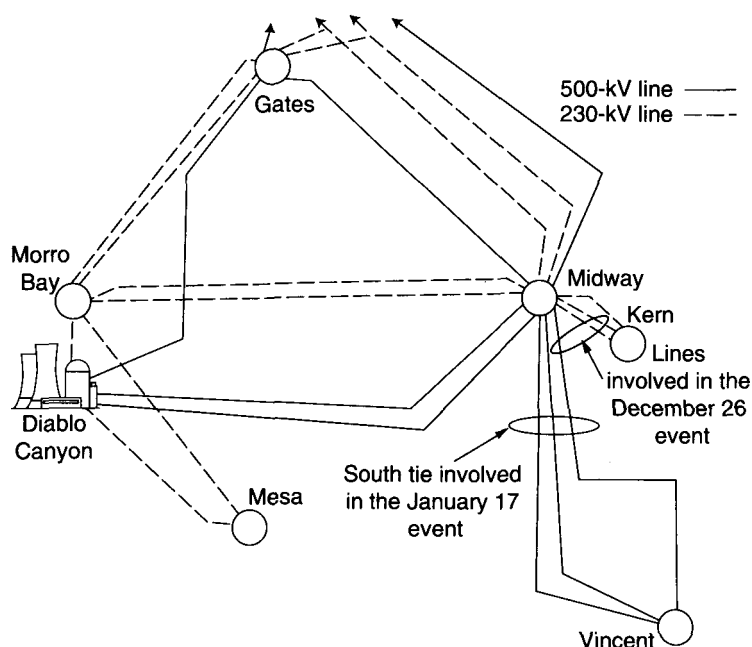 Gates
500-kV line
230-kV line
Morro
Bay
Midway
Kern
Lines
involved in the
December 26
event
Diablo
Canyon
South tie involved
in the January 17
event
Mesa
Vincent